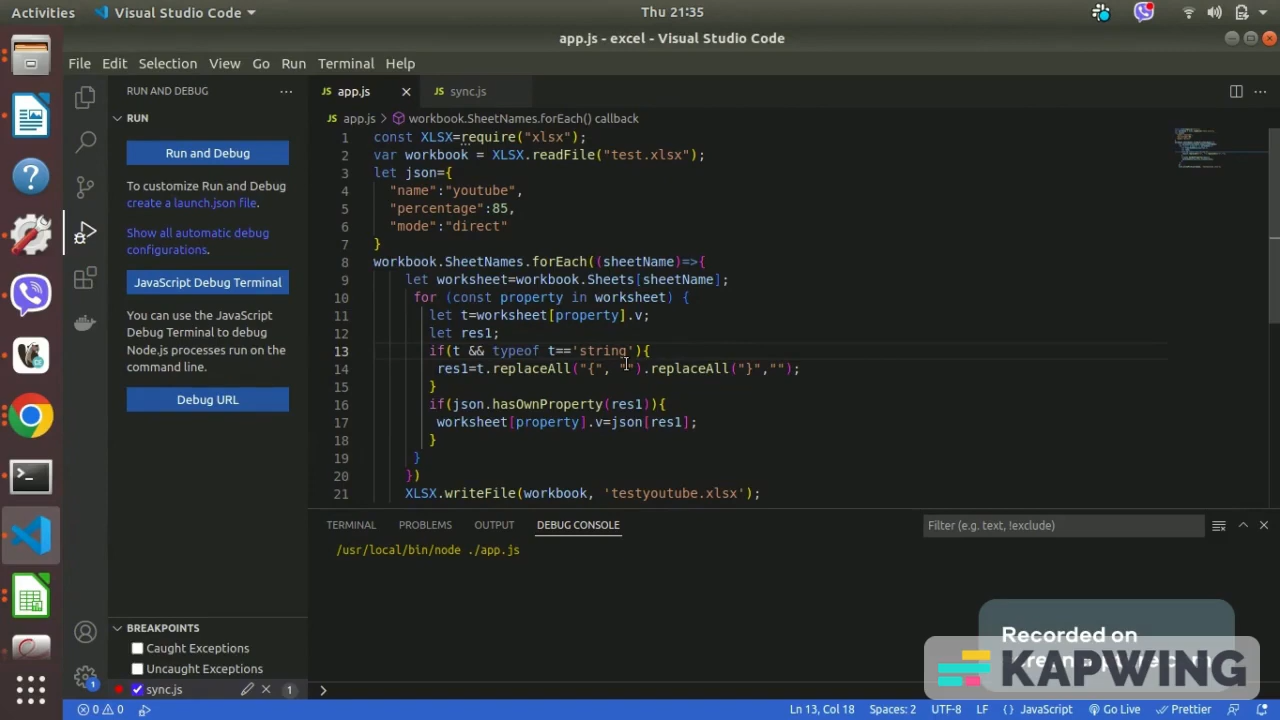 Activities
Visual Studio Code
Thu 21:35
app.js - excel - Visual Studio Code
File Edit Selection View Go Run Terminal Help
RUN AND DEBUG
RUN
Run and Debug
To customize Run and Debug
create a launch.json file.
Show all automatic debug
configurations.
JavaScript Debug Terminal
You can use the JavaScript
Debug Terminal to debug
Node.js processes run on the
command line.
Debug URL
BREAKPOINTS
Caught Exceptions
Uncaught Exceptions
sync.js 1
JS app.js
JS sync.js
JS app.js > workbook.SheetNames.forEach() callback
1 const XLSX=require("xlsx");
2 var workbook = XLSX.readFile("test.xlsx");
3 let json={
4 "name":"youtube",
5 "percentage":85,
6 "mode":"direct"
7 }
8 workbook.SheetNames.forEach((sheetName)=>{
9 let worksheet=workbook.Sheets[sheetName];
10 for (const property in worksheet) {
11 let t=worksheet[property].v;
12 let res1;
13 if(t && typeof t=='string'){
14 res1=t.replaceAll("{", "").replaceAll("}","");
15 }
16 if(json.hasOwnProperty(res1)){
17 worksheet[property].v=json[res1];
18 }
19 }
20 })
21 XLSX.writeFile(workbook, 'testyoutube.xlsx');
TERMINAL PROBLEMS OUTPUT DEBUG CONSOLE
Filter (e.g. text, !exclude)
/usr/local/bin/node ./app.js
Recorded on
KAPWING
1
0 0
Ln 13, Col 18 Spaces: 2 UTF-8 LF {} JavaScript Go Live Prettier